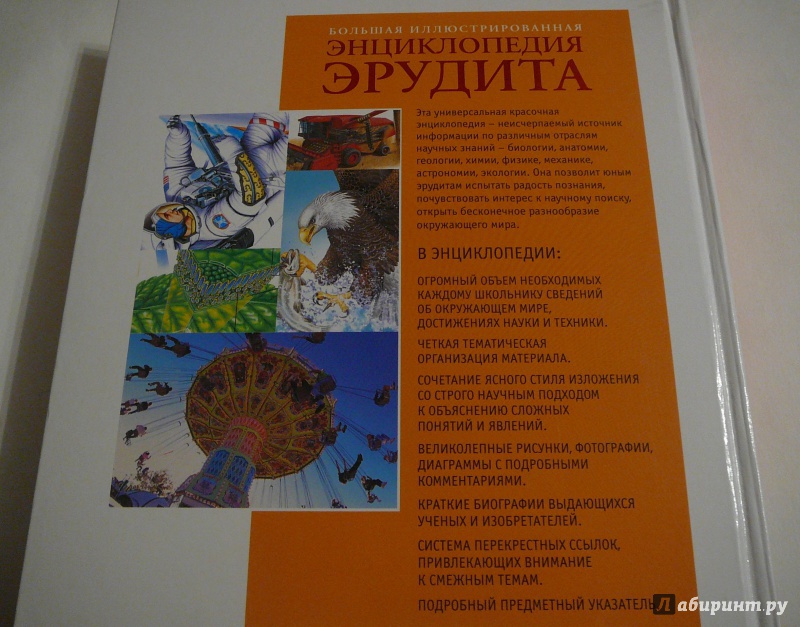 БОЛЬШАЯ ИЛЛЮСТРИРОВАННАЯ
ЭНЦИКЛОПЕДИЯ
ЭРУДИТА
Эта универсальная красочная
энциклопедия – неисчерпаемый источник
информации по различным отраслям
научных знаний – биологии, анатомии,
геологии, химии, физике, механике,
астрономии, экологии. Она позволит юным
эрудитам испытать радость познания,
почувствовать интерес к научному поиску,
открыть бесконечное разнообразие
окружающего мира.
В ЭНЦИКЛОПЕДИИ:
ОГРОМНЫЙ ОБЪЕМ НЕОБХОДИМЫХ
КАЖДОМУ ШКОЛЬНИКУ СВЕДЕНИЙ
ОБ ОКРУЖАЮЩЕМ МИРЕ,
ДОСТИЖЕНИЯХ НАУКИ И ТЕХНИКИ.
ЧЕТКАЯ ТЕМАТИЧЕСКАЯ
ОРГАНИЗАЦИЯ МАТЕРИАЛА.
СОЧЕТАНИЕ ЯСНОГО СТИЛЯ ИЗЛОЖЕНИЯ
СО СТРОГО НАУЧНЫМ ПОДХОДОМ
К ОБЪЯСНЕНИЮ СЛОЖНЫХ
ПОНЯТИЙ И ЯВЛЕНИЙ.
ВЕЛИКОЛЕПНЫЕ РИСУНКИ, ФОТОГРАФИИ,
ДИАГРАММЫ С ПОДРОБНЫМИ
КОММЕНТАРИЯМИ.
КРАТКИЕ БИОГРАФИИ ВЫДАЮЩИХСЯ
УЧЕНЫХ И ИЗОБРЕТАТЕЛЕЙ.
СИСТЕМА ПЕРЕКРЕСТНЫХ ССЫЛОК,
ПРИВЛЕКАЮЩИХ ВНИМАНИЕ
К СМЕЖНЫМ ТЕМАМ.
ПОДРОБНЫЙ ПРЕДМЕТНЫЙ УКАЗАТЕЛЬ
Лабиринт.ру